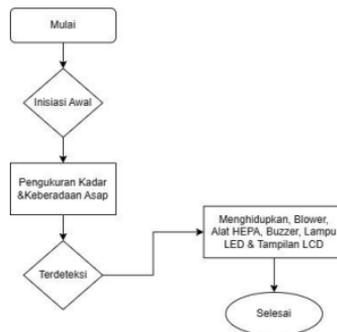 Mulai
Inisiasi Awal
Pengukuran Kadar
&Keberadaan Asap
Terdeteksi
Menghidupkan, Blower,
Alat HEPA, Buzzer, Lampu
LED & Tampilan LCD
Selesai